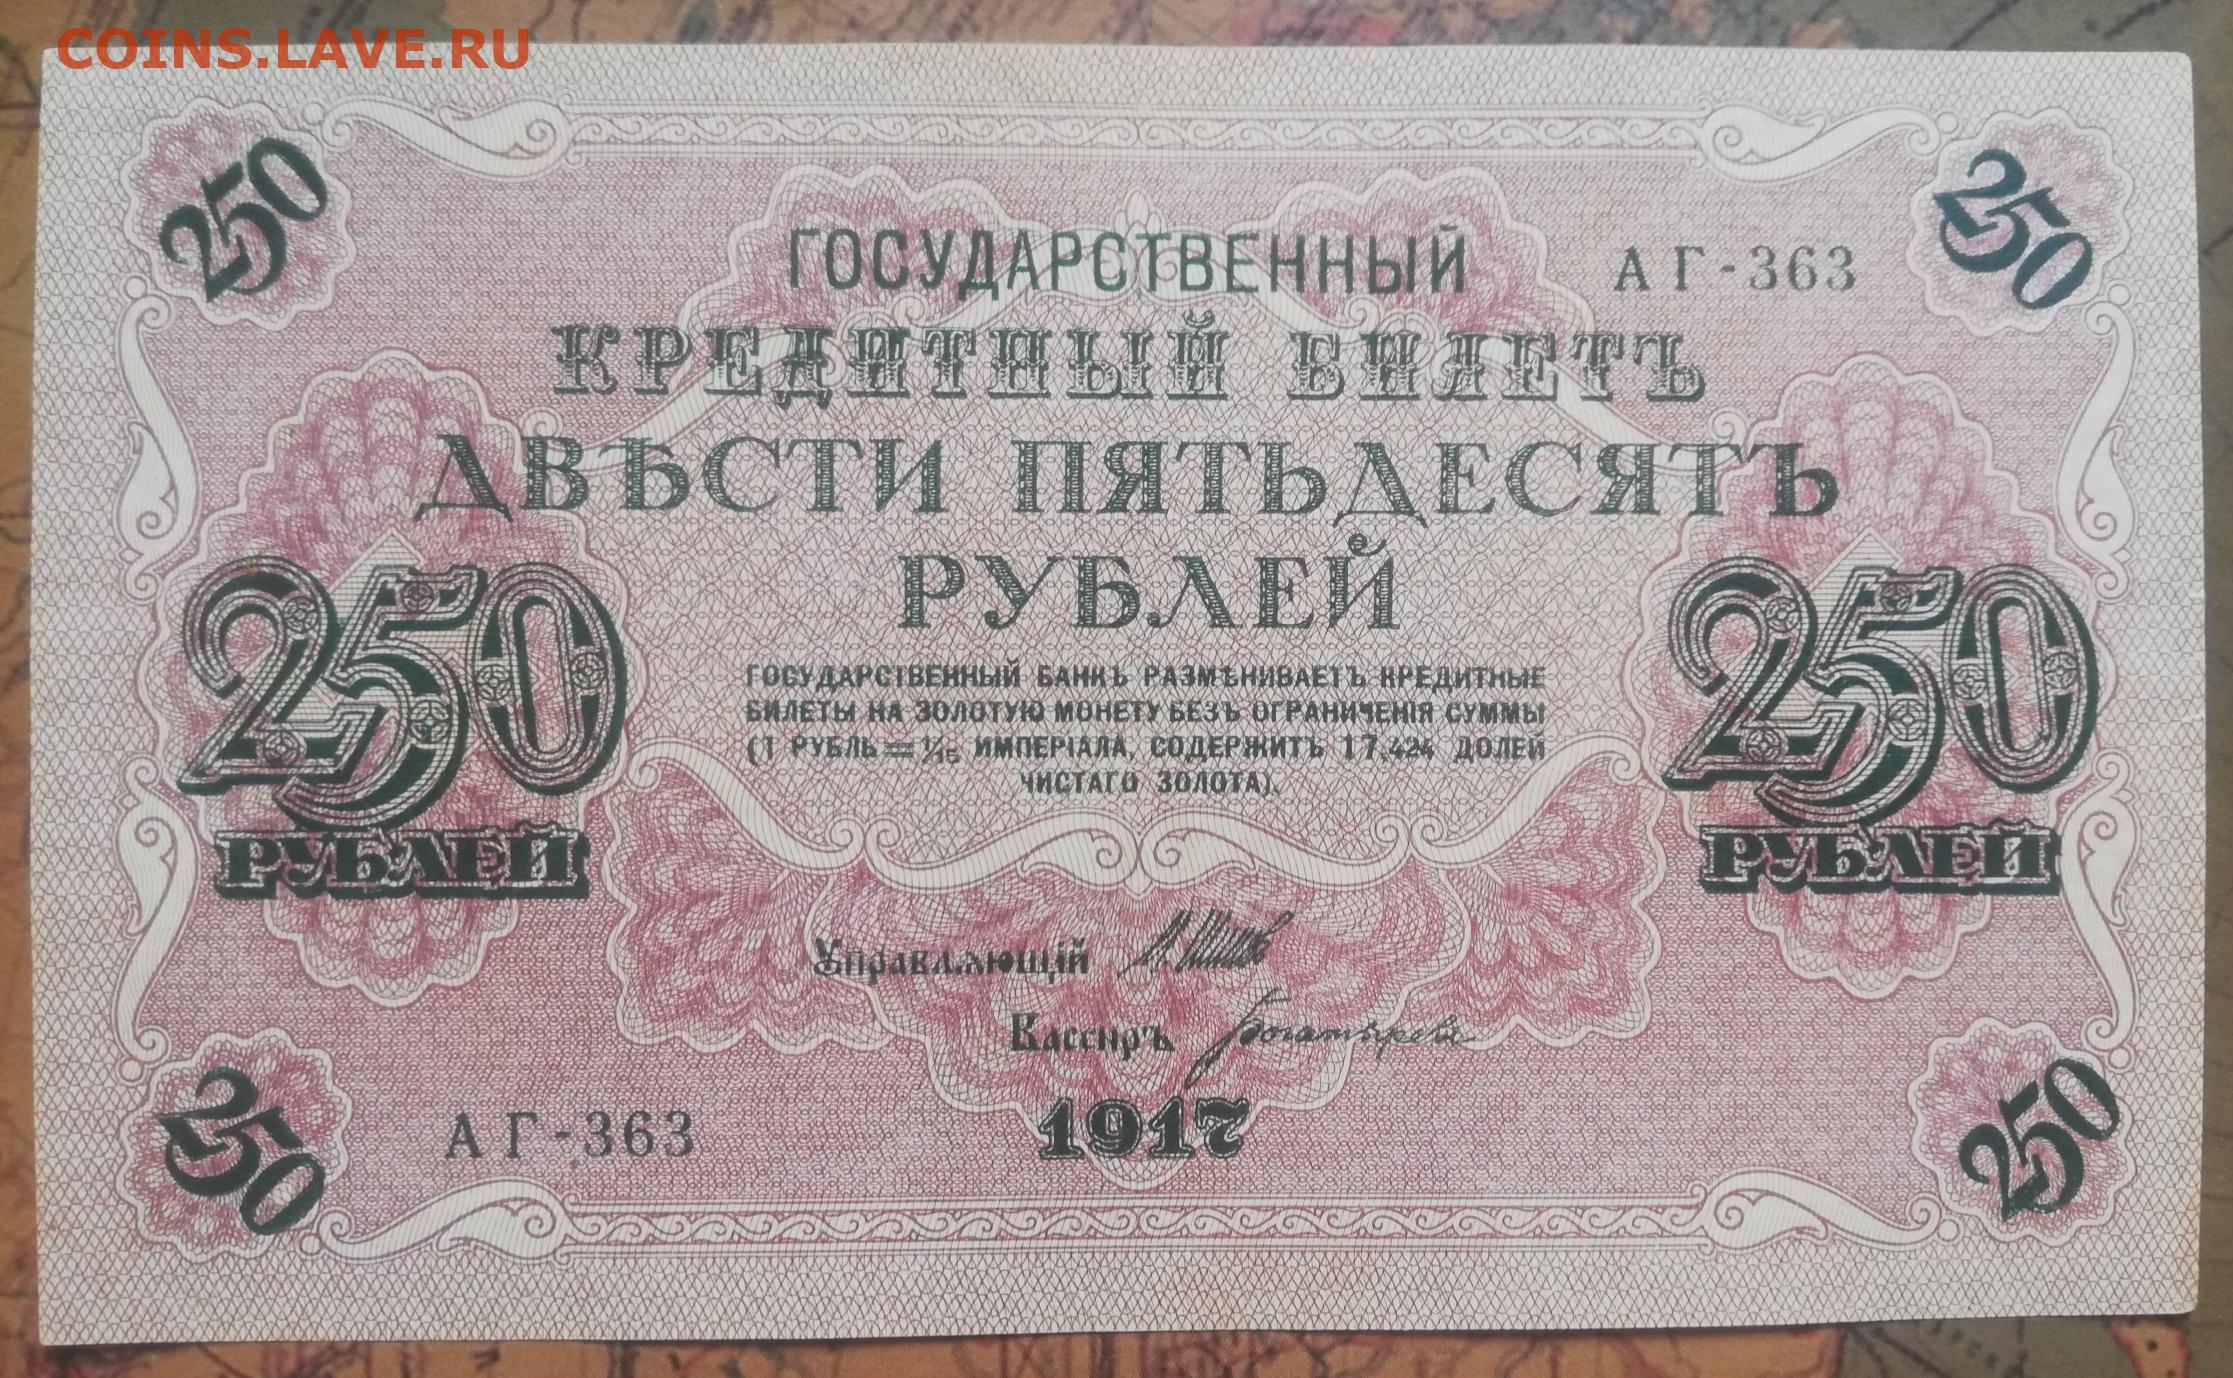 COINS.LAVE.RU
250
250
ГОСУДАРСТВЕННЫЙ АГ-363
КРЕДИТНЫЙ БИЛЕТЪ
ДВѢСТИ ПЯТЬДЕСЯТЪ
РУБЛЕЙ
250
250
ГОСУДАРСТВЕННЫЙ БАНКЪ РАЗМѢНИВАЕТЪ КРЕДИТНЫЕ
БИЛЕТЫ НА ЗОЛОТУЮ МОНЕТУ БЕЗЪ ОГРАНИЧЕНІЯ СУММЫ
(1 РУБЛЬ = 1/15 ИМПЕРІАЛА, СОДЕРЖИТЪ 17,424 ДОЛЕЙ
ЧИСТАГО ЗОЛОТА).
РУБЛЕЙ
РУБЛЕЙ
Управляющій И. Шипов
Кассиръ Богатыревъ
АГ-363
1917
250
250